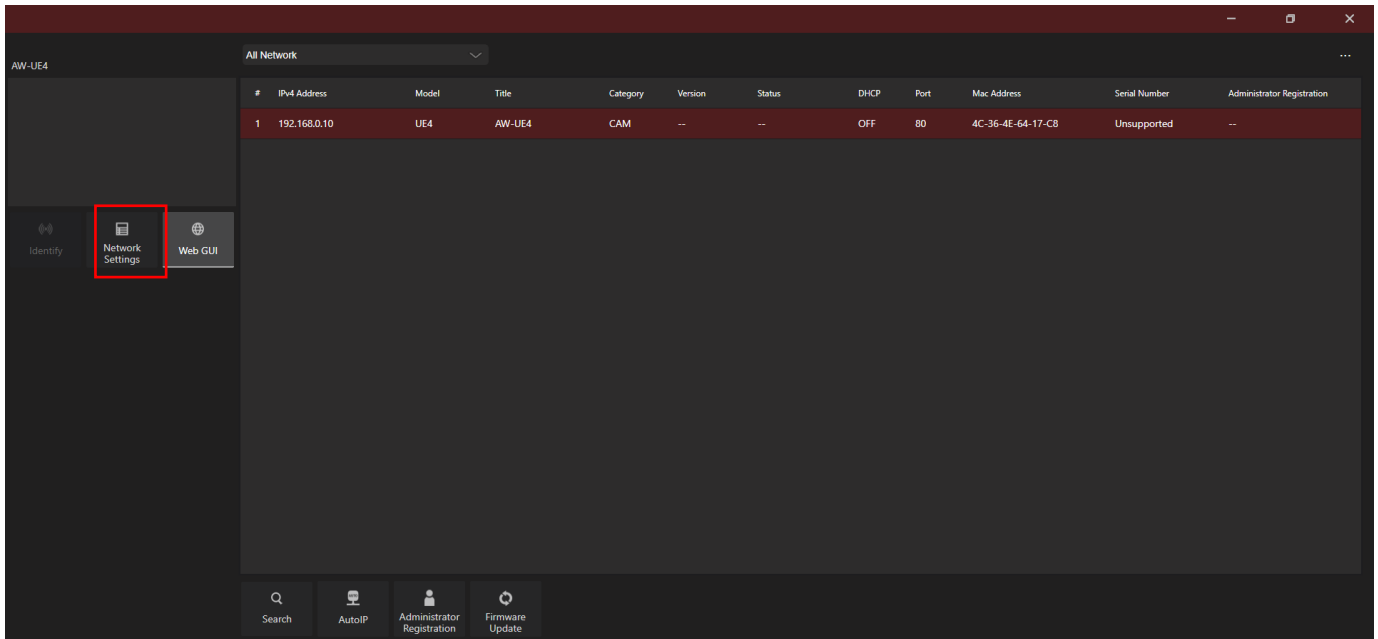 AW-UE4
All Network
...
# IPv4 Address Model Title Category Version Status DHCP Port Mac Address Serial Number Administrator Registration
1 192.168.0.10 UE4 AW-UE4 CAM -- -- OFF 80 4C-36-4E-64-17-C8 Unsupported --
Identify
Network
Settings
Web GUI
Search
AutoIP
Administrator
Registration
Firmware
Update